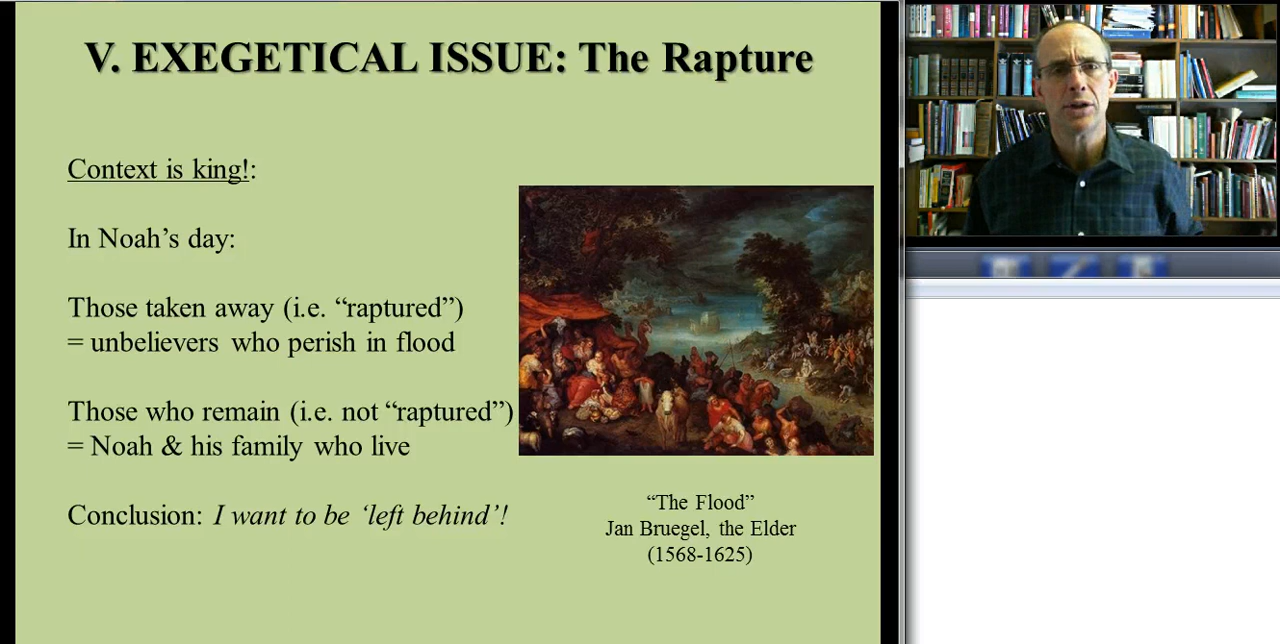 V. EXEGETICAL ISSUE: The Rapture
Context is king!:
In Noah’s day:
Those taken away (i.e. “raptured”)
= unbelievers who perish in flood
Those who remain (i.e. not “raptured”)
= Noah & his family who live
Conclusion: I want to be ‘left behind’!
“The Flood”
Jan Bruegel, the Elder
(1568-1625)